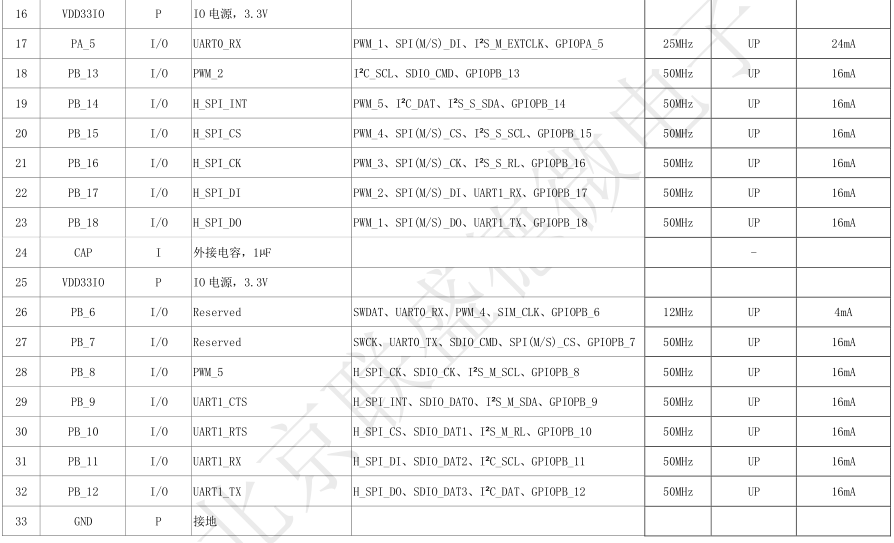 16 VDD33IO P IO 电源，3.3V
17 PA_5 I/O UART0_RX PWM_1、SPI(M/S)_DI、I²S_M_EXTCLK、GPIOPA_5 25MHz UP 24mA
18 PB_13 I/O PWM_2 I²C_SCL、SDIO_CMD、GPIOPB_13 50MHz UP 16mA
19 PB_14 I/O H_SPI_INT PWM_5、I²C_DAT、I²S_S_SDA、GPIOPB_14 50MHz UP 16mA
20 PB_15 I/O H_SPI_CS PWM_4、SPI(M/S)_CS、I²S_S_SCL、GPIOPB_15 50MHz UP 16mA
21 PB_16 I/O H_SPI_CK PWM_3、SPI(M/S)_CK、I²S_S_RL、GPIOPB_16 50MHz UP 16mA
22 PB_17 I/O H_SPI_DI PWM_2、SPI(M/S)_DI、UART1_RX、GPIOPB_17 50MHz UP 16mA
23 PB_18 I/O H_SPI_DO PWM_1、SPI(M/S)_DO、UART1_TX、GPIOPB_18 50MHz UP 16mA
24 CAP I 外接电容，1μF -
25 VDD33IO P IO 电源，3.3V
26 PB_6 I/O Reserved SWDAT、UART0_RX、PWM_4、SIM_CLK、GPIOPB_6 12MHz UP 4mA
27 PB_7 I/O Reserved SWCK、UART0_TX、SDIO_CMD、SPI(M/S)_CS、GPIOPB_7 50MHz UP 16mA
28 PB_8 I/O PWM_5 H_SPI_CK、SDIO_CK、I²S_M_SCL、GPIOPB_8 50MHz UP 16mA
29 PB_9 I/O UART1_CTS H_SPI_INT、SDIO_DAT0、I²S_M_SDA、GPIOPB_9 50MHz UP 16mA
30 PB_10 I/O UART1_RTS H_SPI_CS、SDIO_DAT1、I²S_M_RL、GPIOPB_10 50MHz UP 16mA
31 PB_11 I/O UART1_RX H_SPI_DI、SDIO_DAT2、I²C_SCL、GPIOPB_11 50MHz UP 16mA
32 PB_12 I/O UART1_TX H_SPI_DO、SDIO_DAT3、I²C_DAT、GPIOPB_12 50MHz UP 16mA
33 GND P 接地
北京联盛德微电子